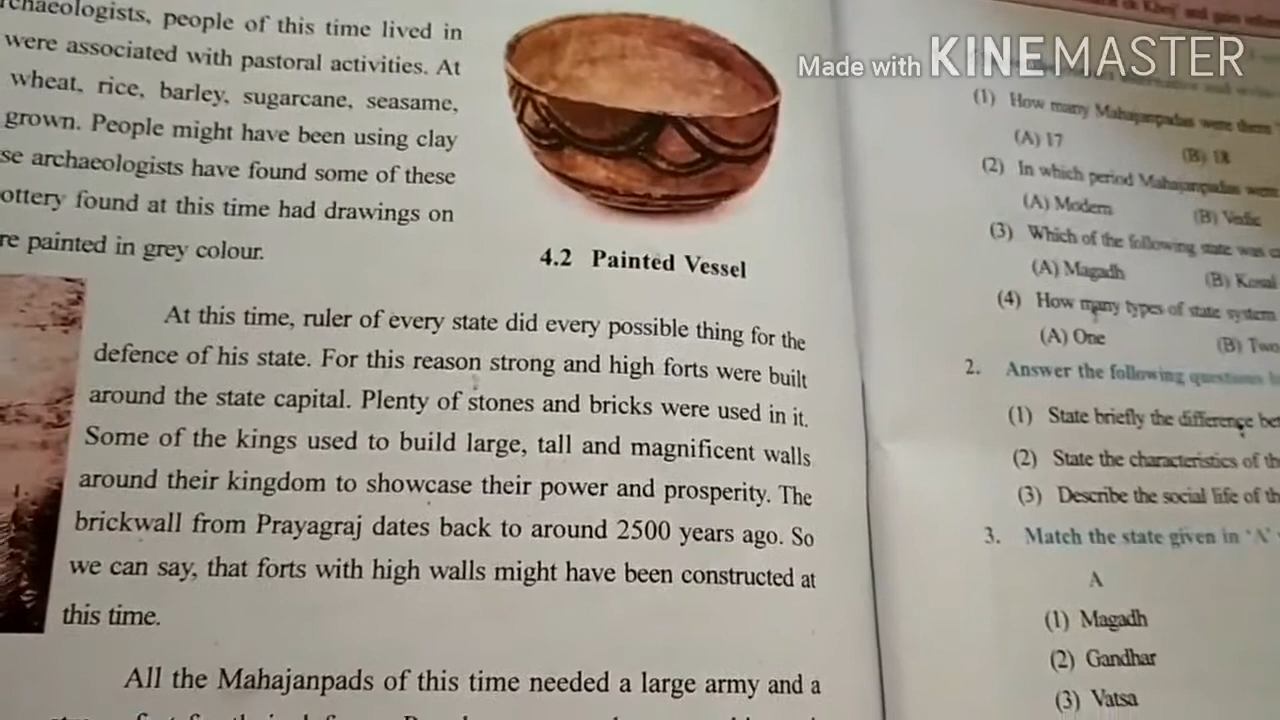 rchaeologists, people of this time lived in
were associated with pastoral activities. At
wheat, rice, barley, sugarcane, seasame,
grown. People might have been using clay
se archaeologists have found some of these
ottery found at this time had drawings on
re painted in grey colour.
4.2 Painted Vessel
At this time, ruler of every state did every possible thing for the
defence of his state. For this reason strong and high forts were built
around the state capital. Plenty of stones and bricks were used in it.
Some of the kings used to build large, tall and magnificent walls
around their kingdom to showcase their power and prosperity. The
brickwall from Prayagraj dates back to around 2500 years ago. So
we can say, that forts with high walls might have been constructed at
this time.
All the Mahajanpads of this time needed a large army and a
Made with KINEMASTER
(1) How many Mahajanpadas were there
(A) 17 (B) 18
(2) In which period Mahajanpadas were
(A) Modern (B) Vedic
(3) Which of the following state was
(A) Magadh (B) Kosal
(4) How many types of state system
(A) One (B) Two
2. Answer the following questions
(1) State briefly the difference bet
(2) State the characteristics of th
(3) Describe the social life of th
3. Match the state given in 'A'
A
(1) Magadh
(2) Gandhar
(3) Vatsa